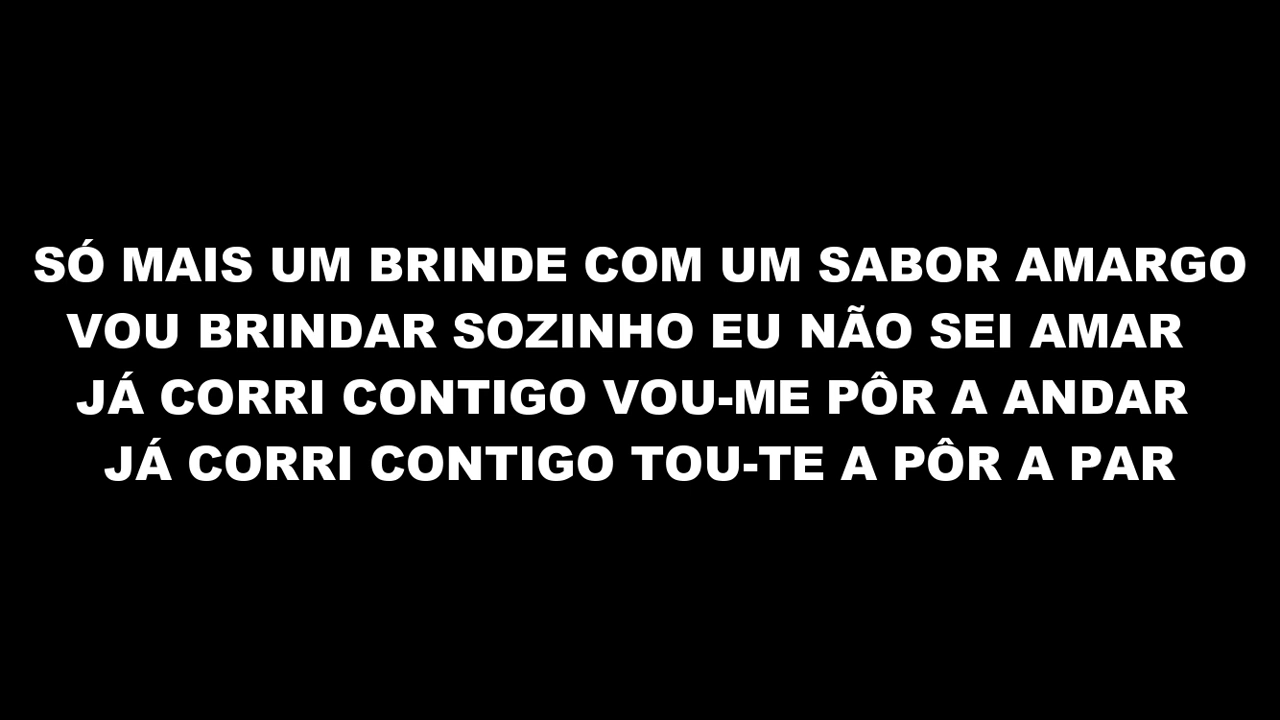 SÓ MAIS UM BRINDE COM UM SABOR AMARGO
VOU BRINDAR SOZINHO EU NÃO SEI AMAR
JÁ CORRI CONTIGO VOU-ME PÔR A ANDAR
JÁ CORRI CONTIGO TOU-TE A PÔR A PAR